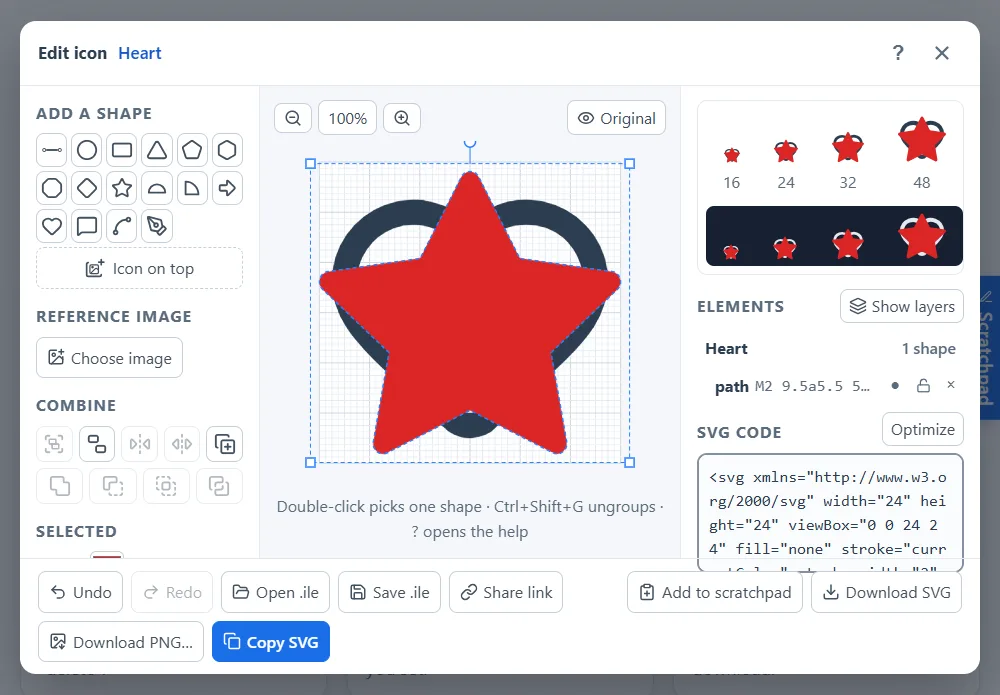 Edit icon Heart ?
ADD A SHAPE
Icon on top
REFERENCE IMAGE
Choose image
COMBINE
SELECTED
100%
Original
Double-click picks one shape · Ctrl+Shift+G ungroups ·
? opens the help
16 24 32 48
ELEMENTS
Show layers
Heart 1 shape
path M2 9.5a5.5 5…
SVG CODE
Optimize
<svg xmlns="http://www.w3.o
rg/2000/svg" width="24" hei
ght="24" viewBox="0 0 24 2
4" fill="none" stroke="curr
Scratchpad
Undo
Redo
Open .ile
Save .ile
Share link
Add to scratchpad
Download SVG
Download PNG…
Copy SVG